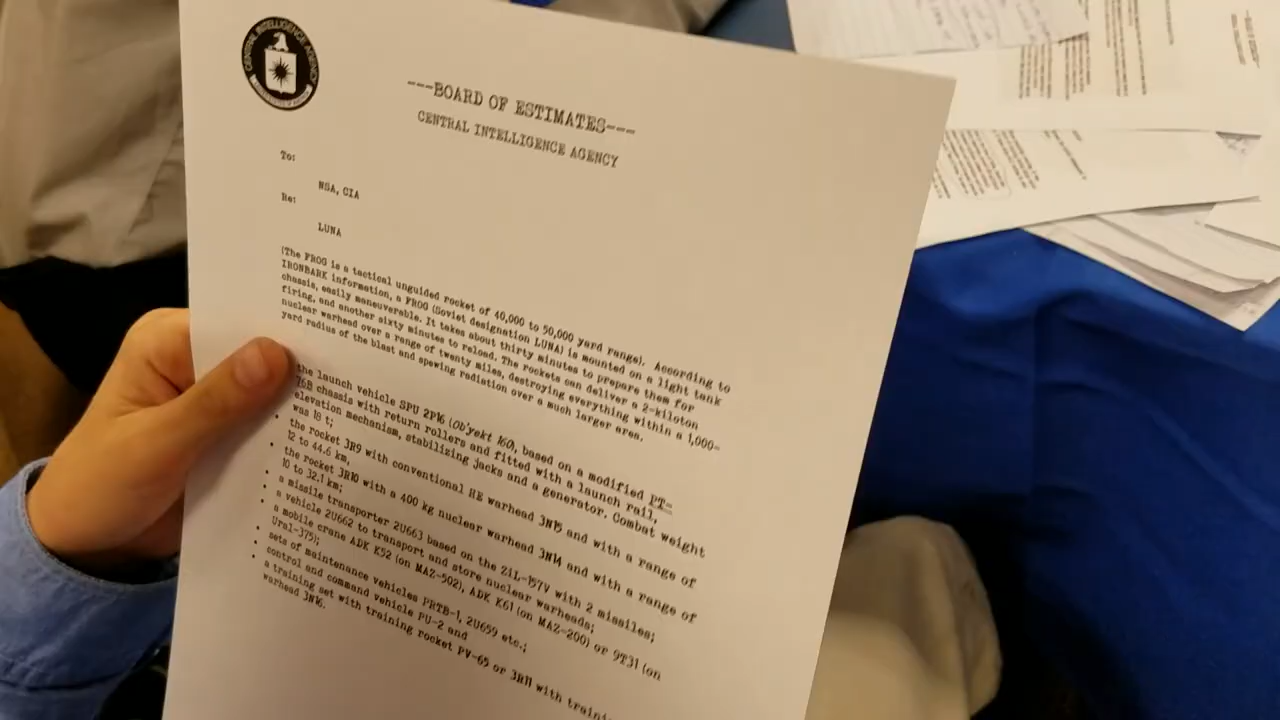 CENTRAL INTELLIGENCE AGENCY
---BOARD OF ESTIMATES---
CENTRAL INTELLIGENCE AGENCY
To:
NSA, CIA
Re:
LUNA
(The FROG is a tactical unguided rocket of 40,000 to 50,000 yard range). According to
IRONBARK information, a FROG (Soviet designation LUNA) is mounted on a light tank
chassis, easily maneuverable. It takes about thirty minutes to prepare them for
firing, and another sixty minutes to reload. The rockets can deliver a 2-kiloton
nuclear warhead over a range of twenty miles, destroying everything within a 1,000-
yard radius of the blast and spewing radiation over a much larger area.
the launch vehicle SPU 2P16 (Ob'yekt 160), based on a modified PT-
76B chassis with return rollers and fitted with a launch rail,
elevation mechanism, stabilizing jacks and a generator. Combat weight
was 18 t;
• the rocket 3R9 with conventional HE warhead 3N15 and with a range of
12 to 44.6 km,
• the rocket 3R10 with a 400 kg nuclear warhead 3N14 and with a range of
10 to 32.1 km;
• a missile transporter 2U663 based on the ZiL-157V with 2 missiles;
• a vehicle 2U662 to transport and store nuclear warheads;
• a mobile crane ADK K52 (on MAZ-502), ADK K61 (on MAZ-200) or 9T31 (on
Ural-375);
• sets of maintenance vehicles PRTB-1, 2U659 etc.;
• control and command vehicle PU-2 and
• a training set with training rocket PV-65 or 3R11 with
warhead 3N16.